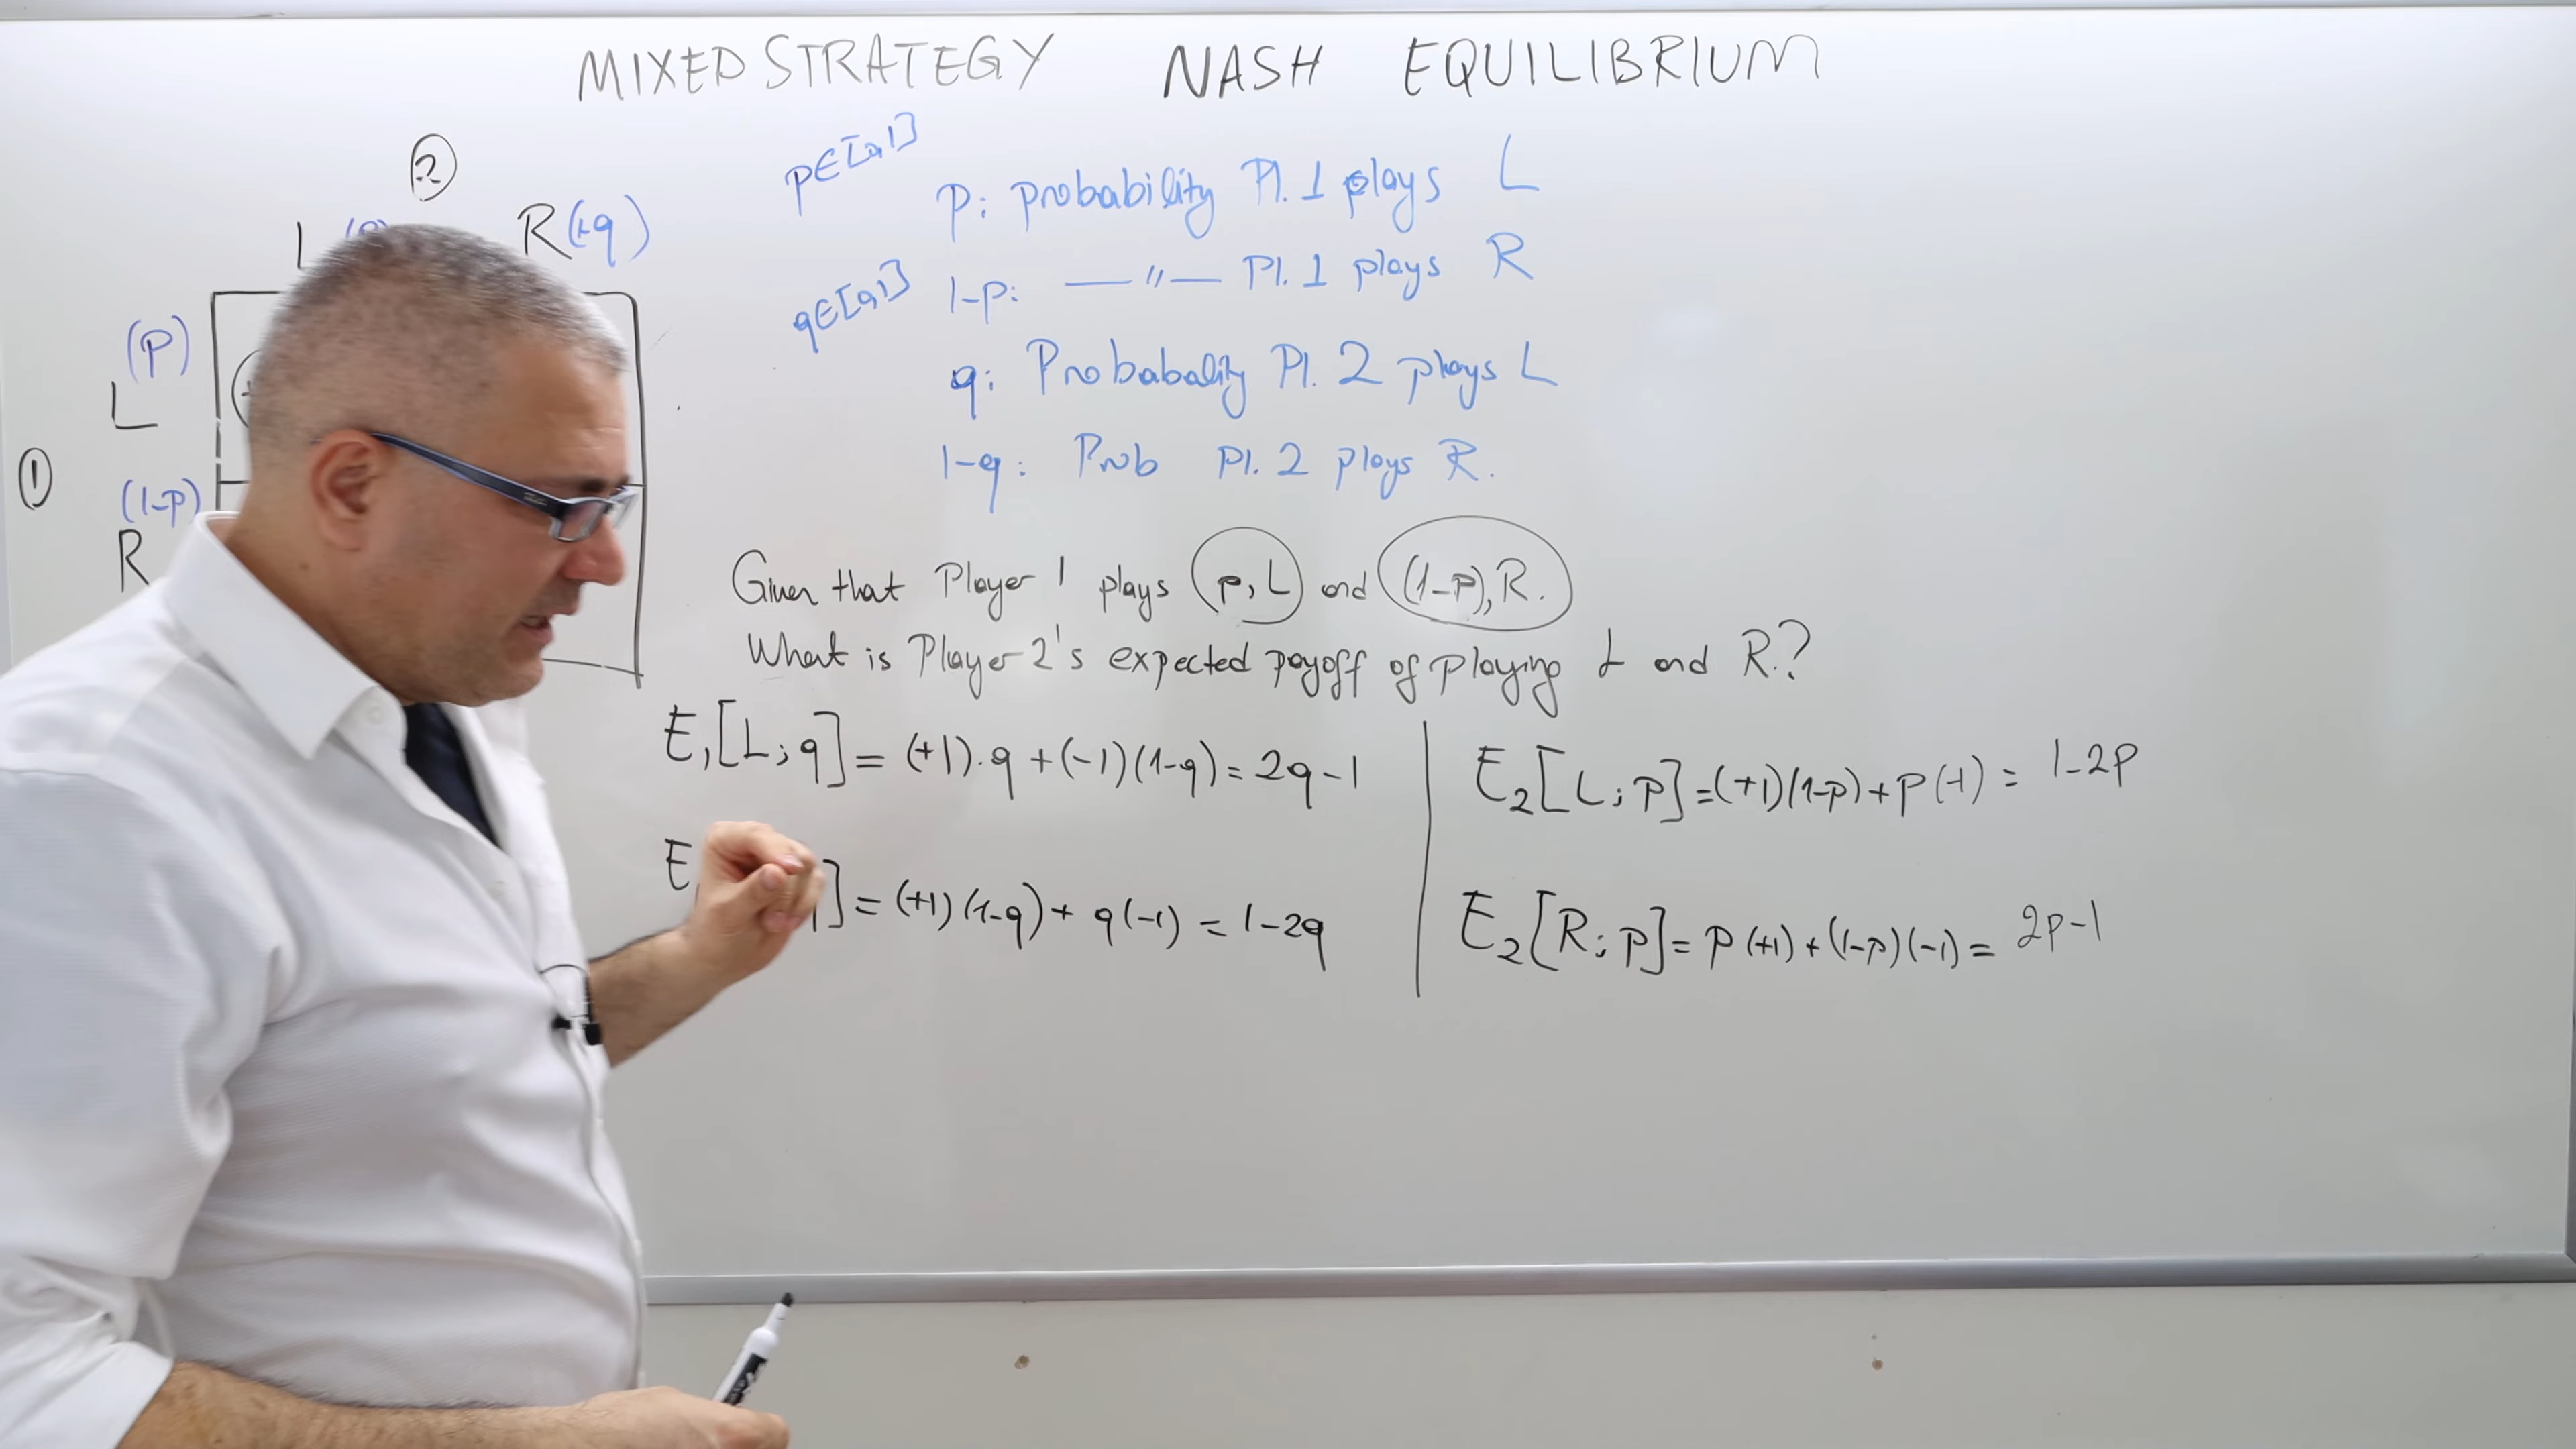 MIXED STRATEGY NASH EQUILIBRIUM
2
L R (1-q)
(p)
L
1
(1-p)
R
p∈[0,1]
p: probability Pl. 1 plays L
1-p: —〃— Pl. 1 plays R
q∈[0,1]
q: Probabality Pl. 2 plays L
1-q: Prob Pl. 2 plays R.
Given that Player 1 plays p, L and (1-p), R.
What is Player 2's expected payoff of playing L and R.?
E₁[L; q] = (+1)·q + (-1)(1-q) = 2q-1
E ] = (+1)(1-q) + q(-1) = 1-2q
E₂[L; p] = (+1)(1-p) + p(-1) = 1-2p
E₂[R; p] = p(+1) + (1-p)(-1) = 2p-1